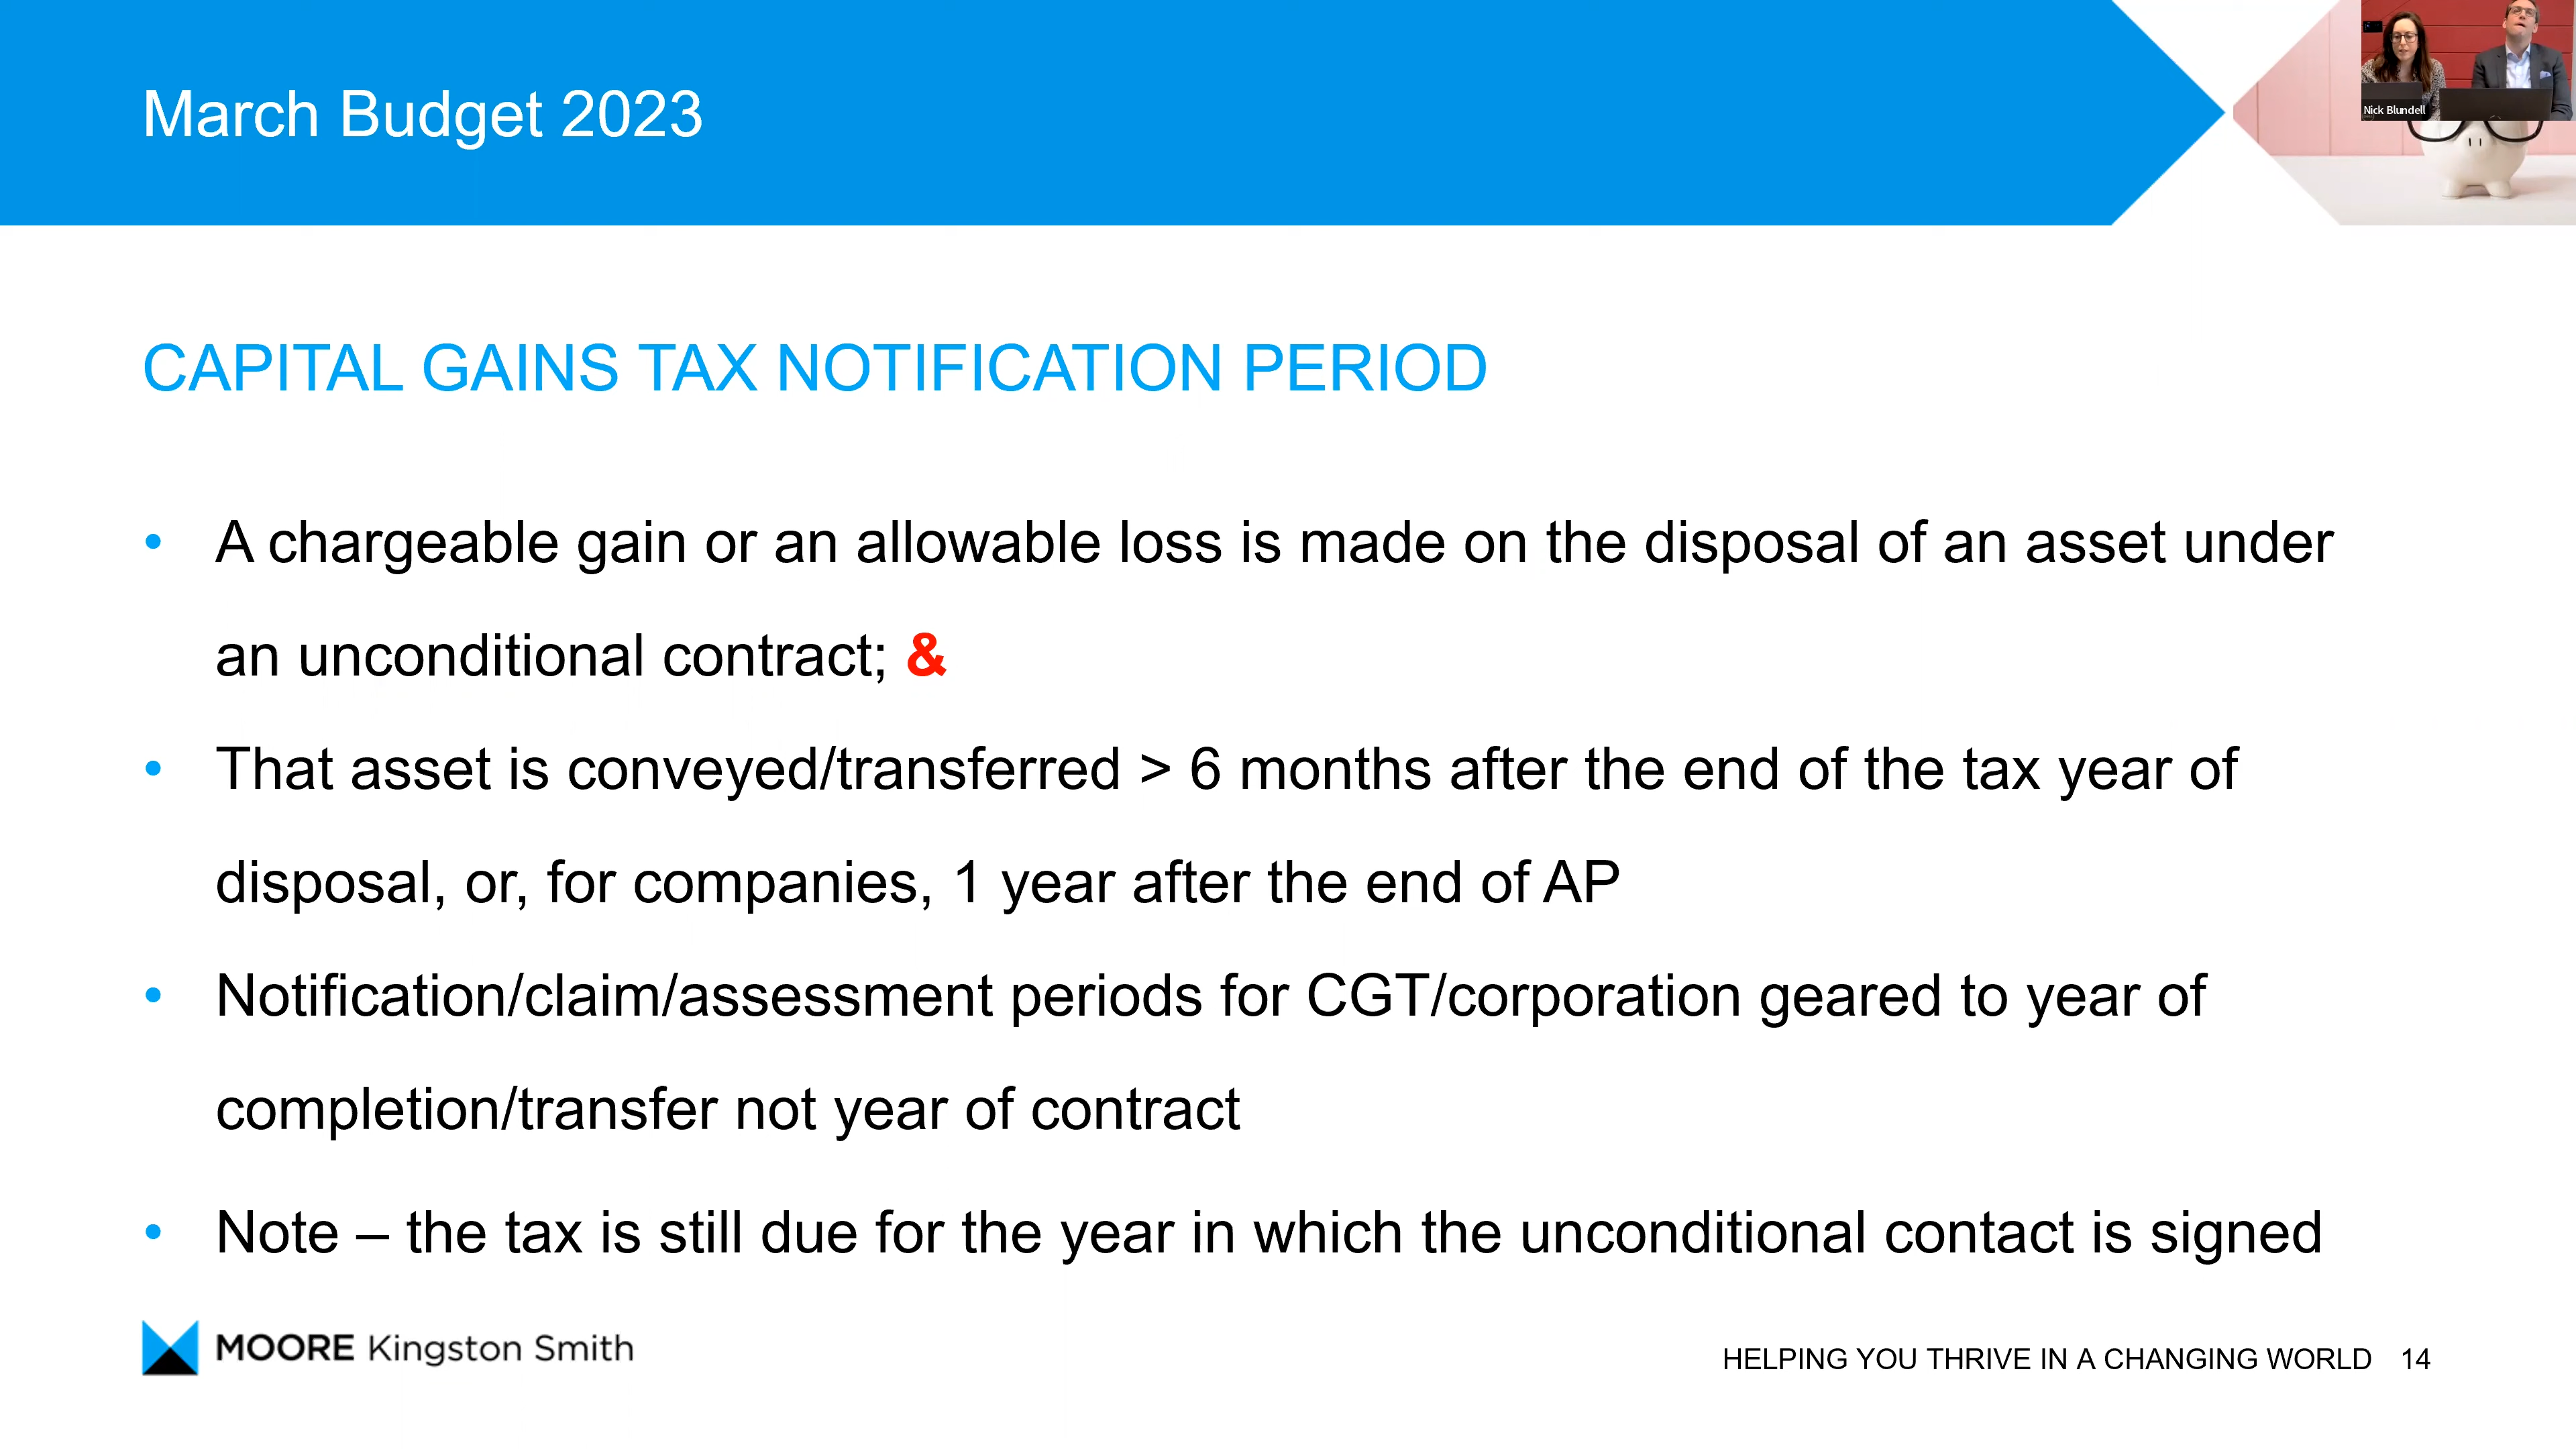 March Budget 2023
Nick Blundell
CAPITAL GAINS TAX NOTIFICATION PERIOD
• A chargeable gain or an allowable loss is made on the disposal of an asset under
an unconditional contract; &
• That asset is conveyed/transferred > 6 months after the end of the tax year of
disposal, or, for companies, 1 year after the end of AP
• Notification/claim/assessment periods for CGT/corporation geared to year of
completion/transfer not year of contract
• Note – the tax is still due for the year in which the unconditional contact is signed
MOORE Kingston Smith
HELPING YOU THRIVE IN A CHANGING WORLD 14